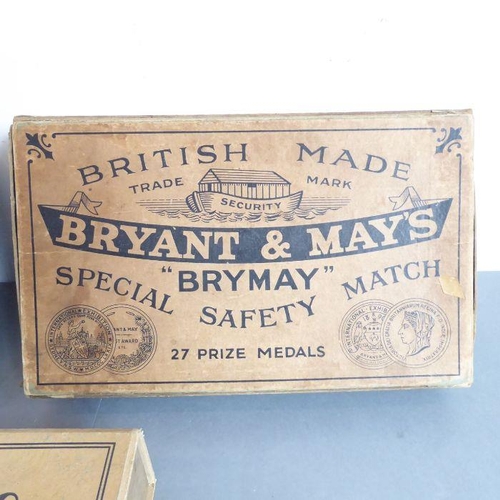 BRITISH MADE
TRADE MARK
SECURITY
BRYANT & MAY'S
"BRYMAY"
SPECIAL SAFETY MATCH
27 PRIZE MEDALS